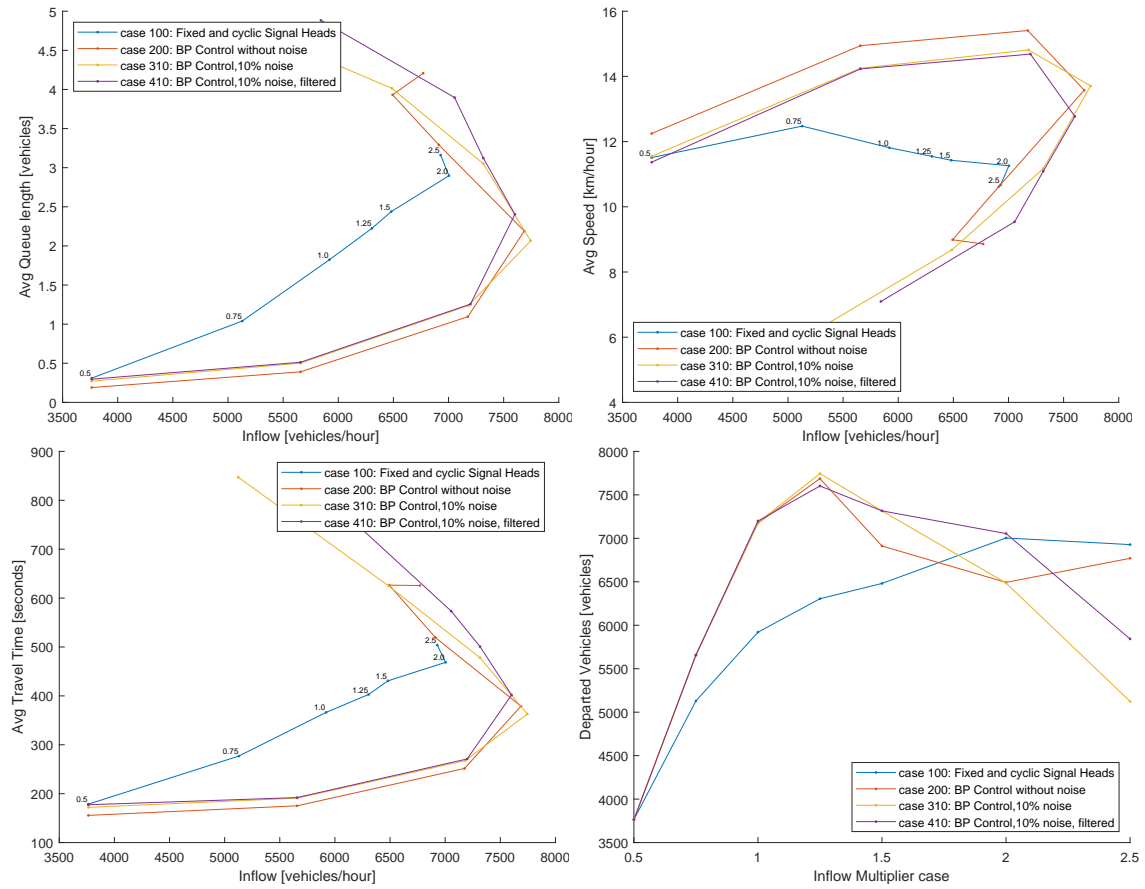 5
4.5
4
3.5
3
2.5
2
1.5
1
0.5
0
Avg Queue length [vehicles]
case 100: Fixed and cyclic Signal Heads
case 200: BP Control without noise
case 310: BP Control,10% noise
case 410: BP Control,10% noise, filtered
2.5
2.0
1.5
1.25
1.0
0.75
0.5
3500 4000 4500 5000 5500 6000 6500 7000 7500 8000
Inflow [vehicles/hour]
16
14
12
10
8
6
4
Avg Speed [km/hour]
0.5
0.75
1.0
1.25
1.5
2.0
2.5
case 100: Fixed and cyclic Signal Heads
case 200: BP Control without noise
case 310: BP Control,10% noise
case 410: BP Control,10% noise, filtered
3500 4000 4500 5000 5500 6000 6500 7000 7500 8000
Inflow [vehicles/hour]
900
800
700
600
500
400
300
200
100
Avg Travel Time [seconds]
case 100: Fixed and cyclic Signal Heads
case 200: BP Control without noise
case 310: BP Control,10% noise
case 410: BP Control,10% noise, filtered
2.5
2.0
1.5
1.25
1.0
0.75
0.5
3500 4000 4500 5000 5500 6000 6500 7000 7500 8000
Inflow [vehicles/hour]
8000
7500
7000
6500
6000
5500
5000
4500
4000
3500
Departed Vehicles [vehicles]
case 100: Fixed and cyclic Signal Heads
case 200: BP Control without noise
case 310: BP Control,10% noise
case 410: BP Control,10% noise, filtered
0.5 1 1.5 2 2.5
Inflow Multiplier case